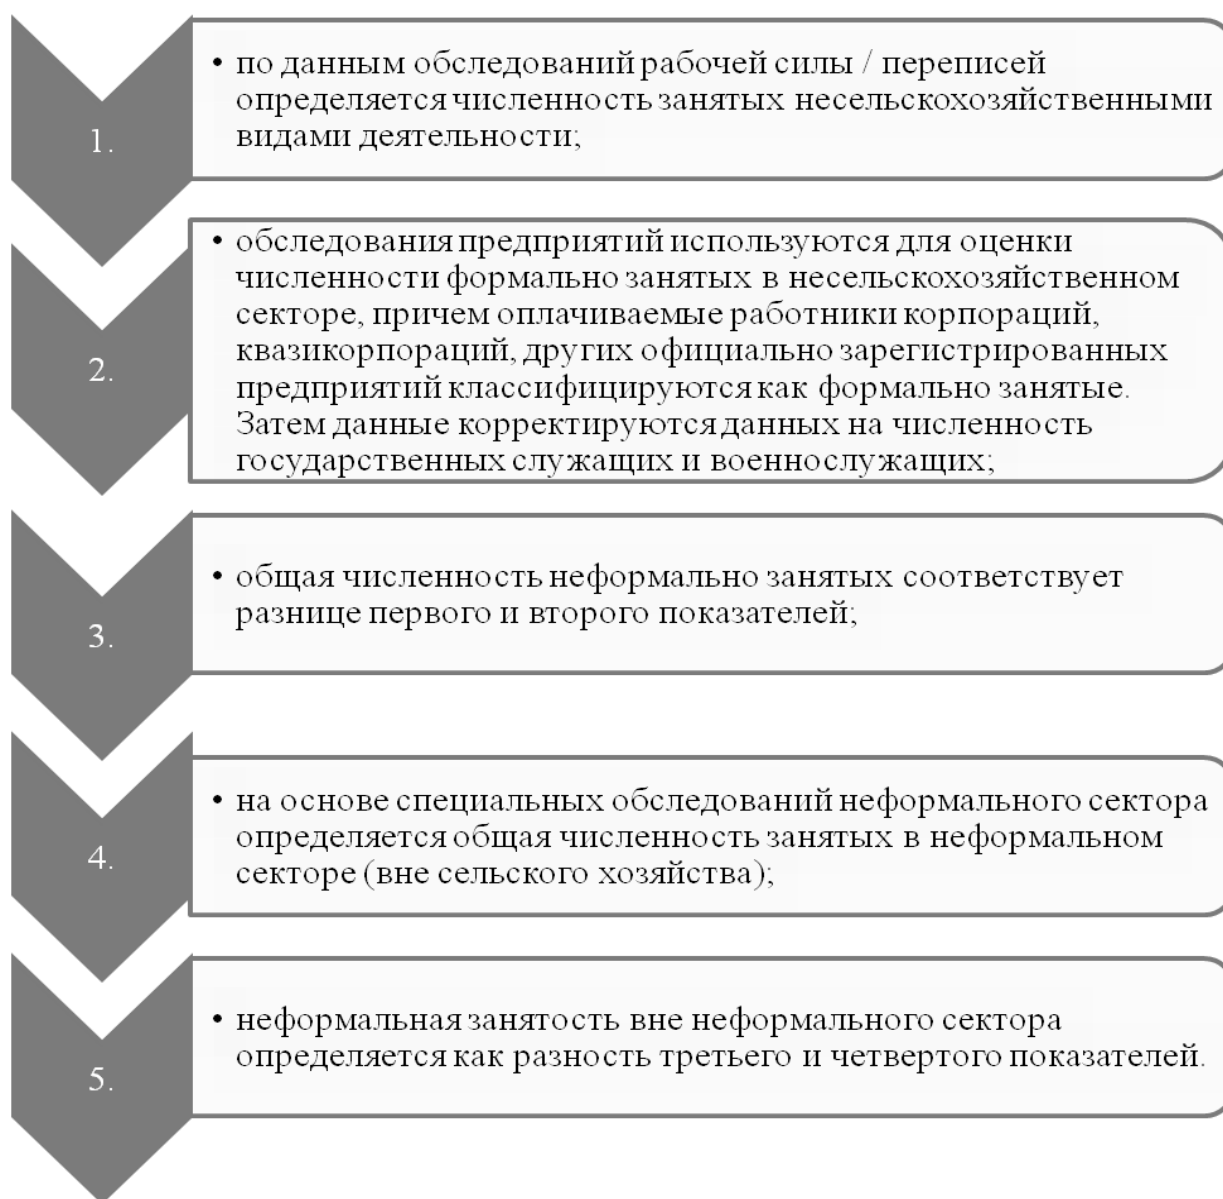 1.
• по данным обследований рабочей силы / переписей
определяется численность занятых несельскохозяйственными
видами деятельности;
2.
• обследования предприятий используются для оценки
численности формально занятых в несельскохозяйственном
секторе, причем оплачиваемые работники корпораций,
квазикорпораций, других официально зарегистрированных
предприятий классифицируются как формально занятые.
Затем данные корректируются данных на численность
государственных служащих и военнослужащих;
3.
• общая численность неформально занятых соответствует
разнице первого и второго показателей;
4.
• на основе специальных обследований неформального сектора
определяется общая численность занятых в неформальном
секторе (вне сельского хозяйства);
5.
• неформальная занятость вне неформального сектора
определяется как разность третьего и четвертого показателей.